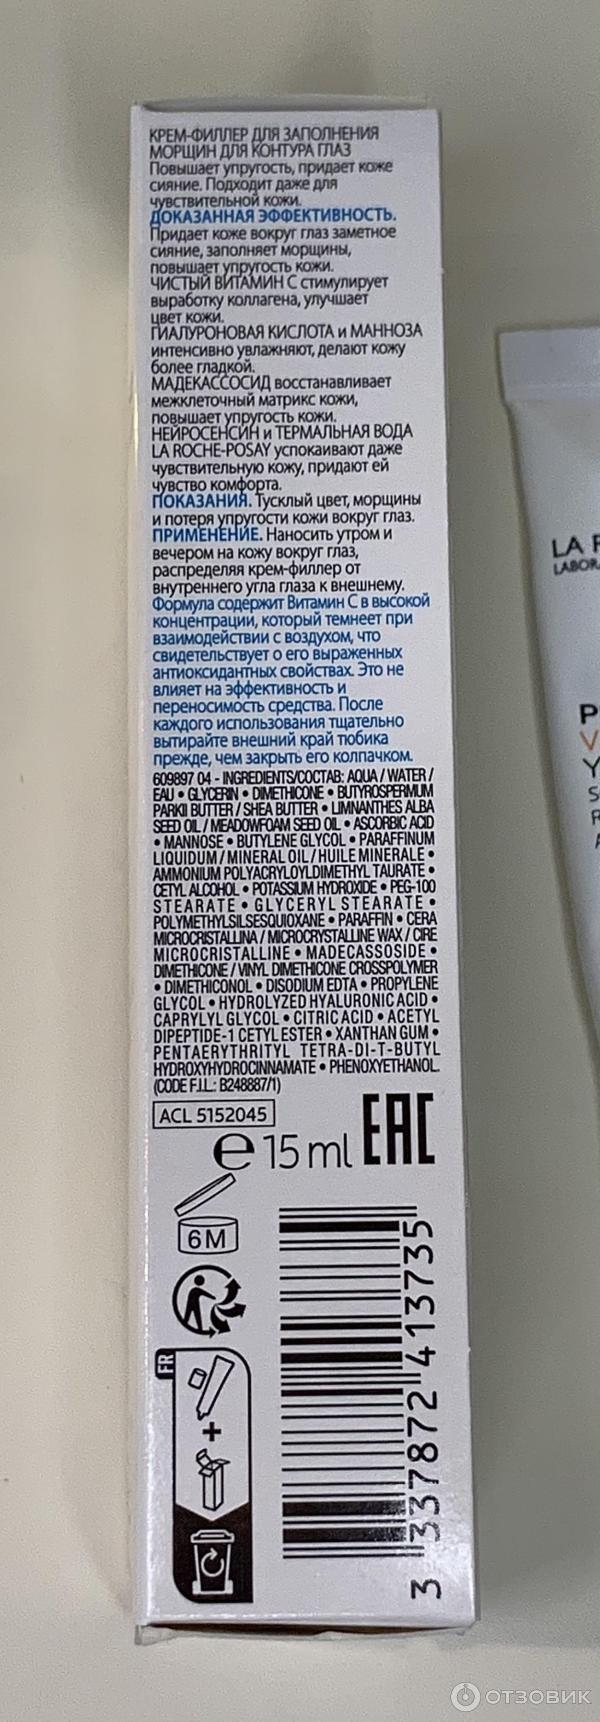 КРЕМ-ФИЛЛЕР ДЛЯ ЗАПОЛНЕНИЯ
МОРЩИН ДЛЯ КОНТУРА ГЛАЗ
Повышает упругость, придает коже
сияние. Подходит даже для
чувствительной кожи.
ДОКАЗАННАЯ ЭФФЕКТИВНОСТЬ.
Придает коже вокруг глаз заметное
сияние, заполняет морщины,
повышает упругость кожи.
ЧИСТЫЙ ВИТАМИН С стимулирует
выработку коллагена, улучшает
цвет кожи.
ГИАЛУРОНОВАЯ КИСЛОТА и МАННОЗА
интенсивно увлажняют, делают кожу
более гладкой.
МАДЕКАССОСИД восстанавливает
межклеточный матрикс кожи,
повышает упругость кожи.
НЕЙРОСЕНСИН и ТЕРМАЛЬНАЯ ВОДА
LA ROCHE-POSAY успокаивают даже
чувствительную кожу, придают ей
чувство комфорта.
ПОКАЗАНИЯ. Тусклый цвет, морщины
и потеря упругости кожи вокруг глаз.
ПРИМЕНЕНИЕ. Наносить утром и
вечером на кожу вокруг глаз,
распределяя крем-филлер от
внутреннего угла глаза к внешнему.
Формула содержит Витамин С в высокой
концентрации, который темнеет при
взаимодействии с воздухом, что
свидетельствует о его выраженных
антиоксидантных свойствах. Это не
влияет на эффективность и
переносимость средства. После
каждого использования тщательно
вытирайте внешний край тюбика
прежде, чем закрыть его колпачком.
609897 04 - INGREDIENTS/СОСТАВ: AQUA / WATER /
EAU • GLYCERIN • DIMETHICONE • BUTYROSPERMUM
PARKII BUTTER / SHEA BUTTER • LIMNANTHES ALBA
SEED OIL / MEADOWFOAM SEED OIL • ASCORBIC ACID
• MANNOSE • BUTYLENE GLYCOL • PARAFFINUM
LIQUIDUM / MINERAL OIL / HUILE MINERALE •
AMMONIUM POLYACRYLOYLDIMETHYL TAURATE •
CETYL ALCOHOL • POTASSIUM HYDROXIDE • PEG-100
STEARATE • GLYCERYL STEARATE •
POLYMETHYLSILSESQUIOXANE • PARAFFIN • CERA
MICROCRISTALLINA / MICROCRYSTALLINE WAX / CIRE
MICROCRISTALLINE • MADECASSOSIDE •
DIMETHICONE / VINYL DIMETHICONE CROSSPOLYMER
• DIMETHICONOL • DISODIUM EDTA • PROPYLENE
GLYCOL • HYDROLYZED HYALURONIC ACID •
CAPRYLYL GLYCOL • CITRIC ACID • ACETYL
DIPEPTIDE-1 CETYL ESTER • XANTHAN GUM •
PENTAERYTHRITYL TETRA-DI-T-BUTYL
HYDROXYHYDROCINNAMATE • PHENOXYETHANOL.
(CODE F.I.L.: B248887/1)
ACL 5152045
e 15 ml EAC
6M
FR
+
3 337872 413735
LA
LABOR
P
V
Y
S
R
A
ОТЗОВИК